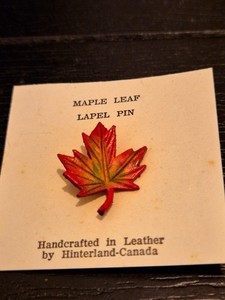 MAPLE LEAF
LAPEL PIN
Handcrafted in Leather
by Hinterland-Canada